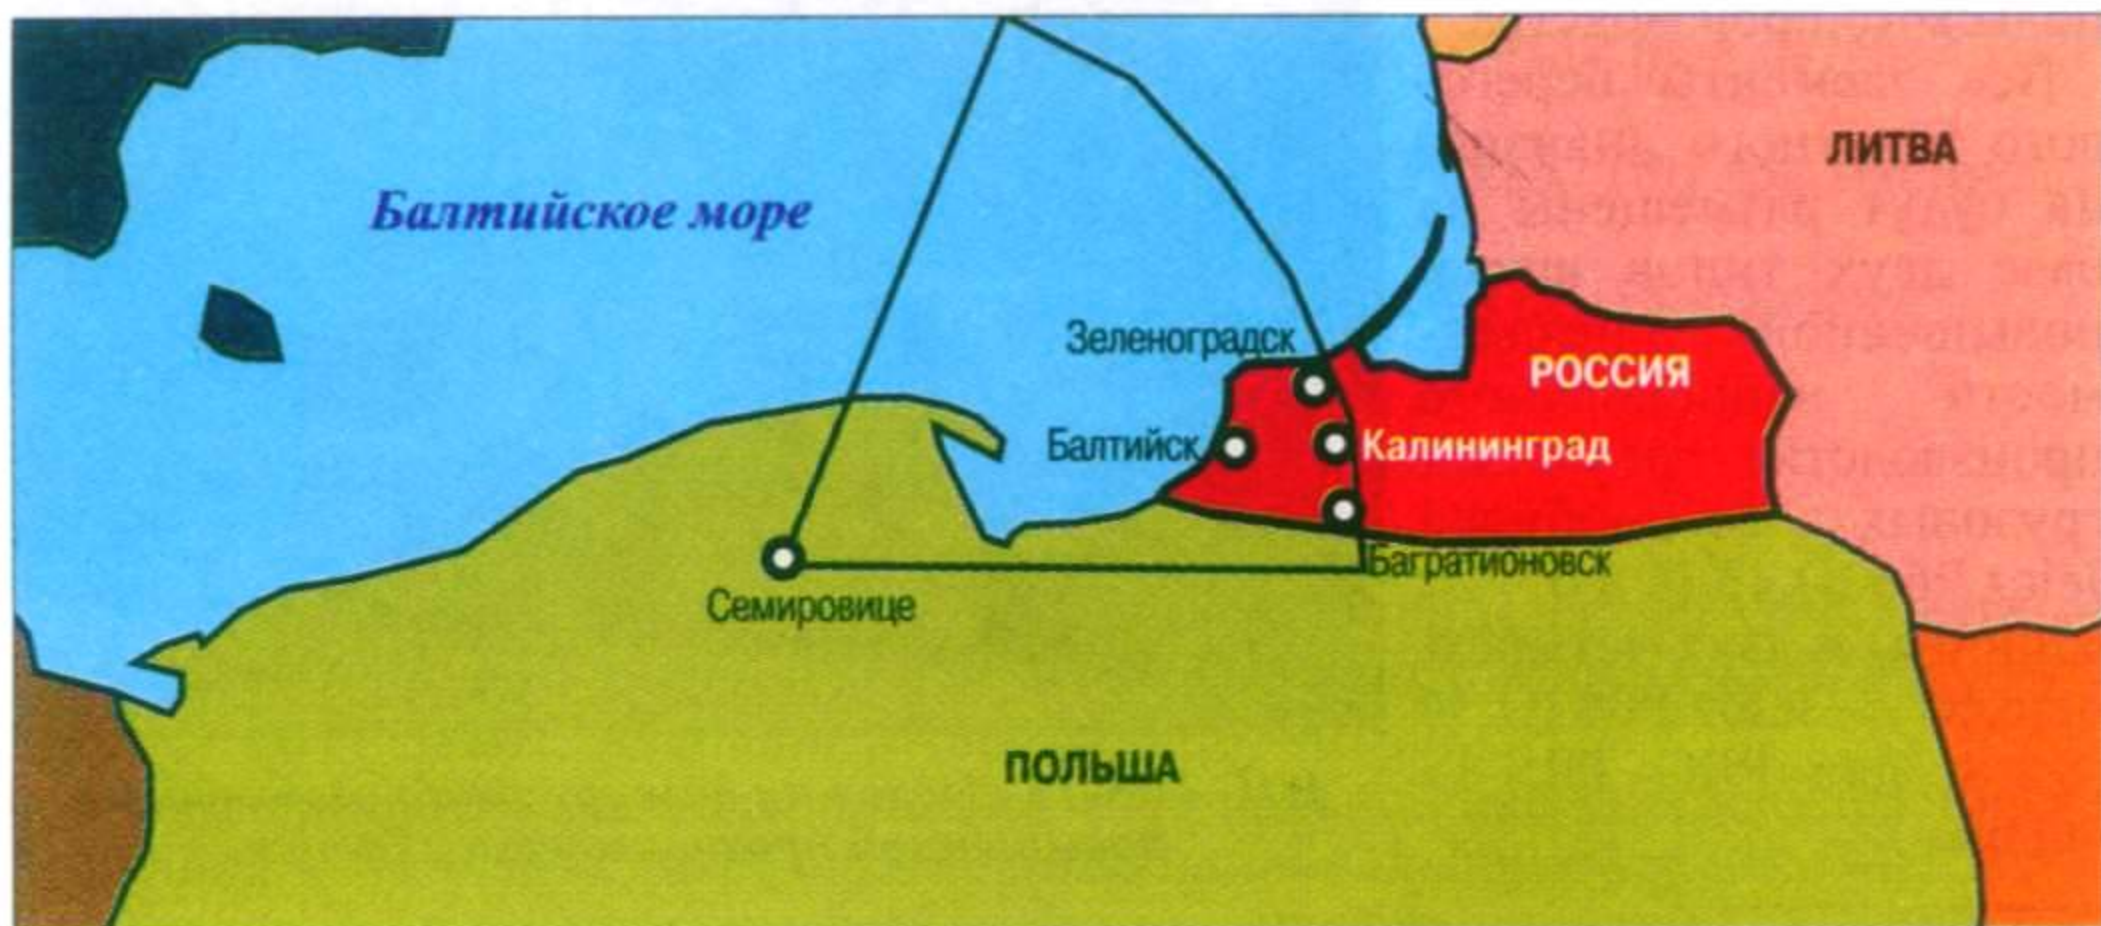 ЛИТВА
Балтийское море
Зеленоградск
РОССИЯ
Балтийск
Калининград
Багратионовск
Семировице
ПОЛЬША